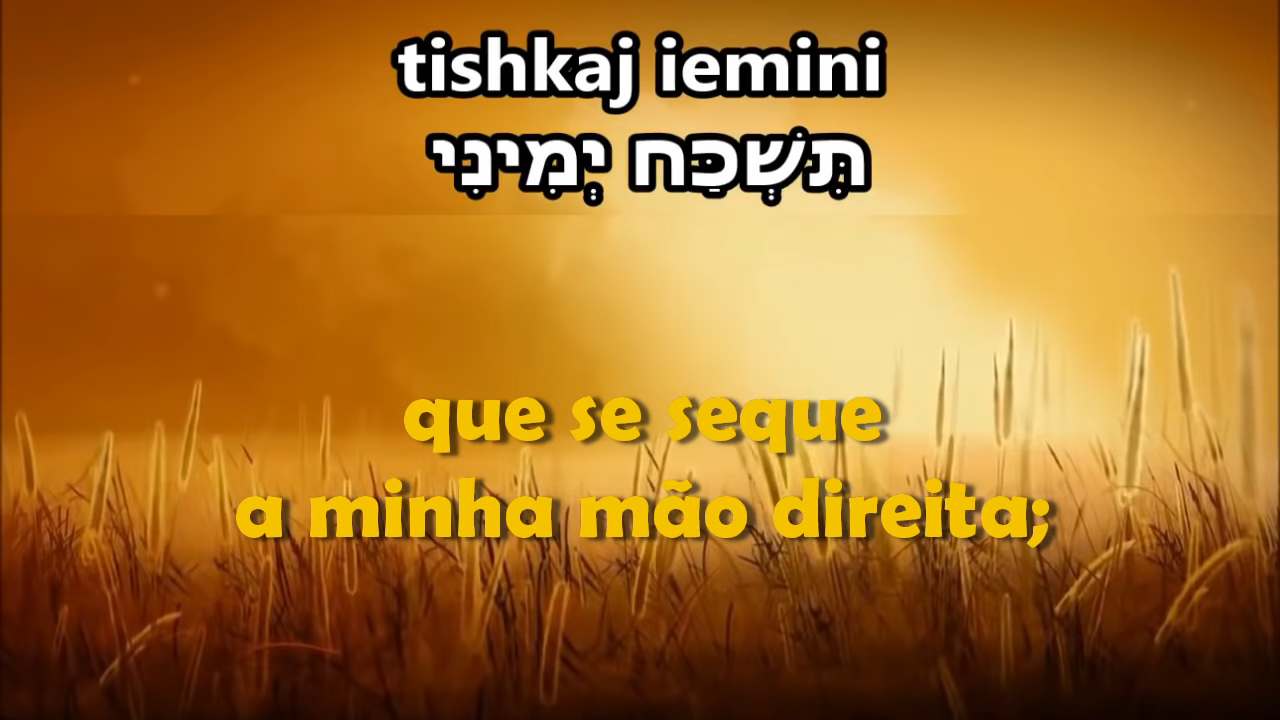 tishkaj iemini
תִּשְׁכַּח יְמִינִי
que se seque
a minha mão direita;